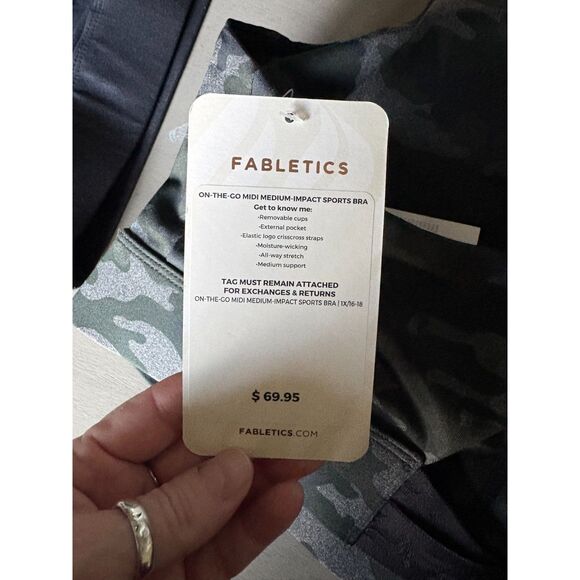 FABLETICS
ON-THE-GO MIDI MEDIUM-IMPACT SPORTS BRA
Get to know me:
-Removable cups
-External pocket
-Elastic logo crisscross straps
-Moisture-wicking
-All-way stretch
-Medium support
TAG MUST REMAIN ATTACHED
FOR EXCHANGES & RETURNS
ON-THE-GO MIDI MEDIUM-IMPACT SPORTS BRA | 1X/16-18
$ 69.95
FABLETICS.COM